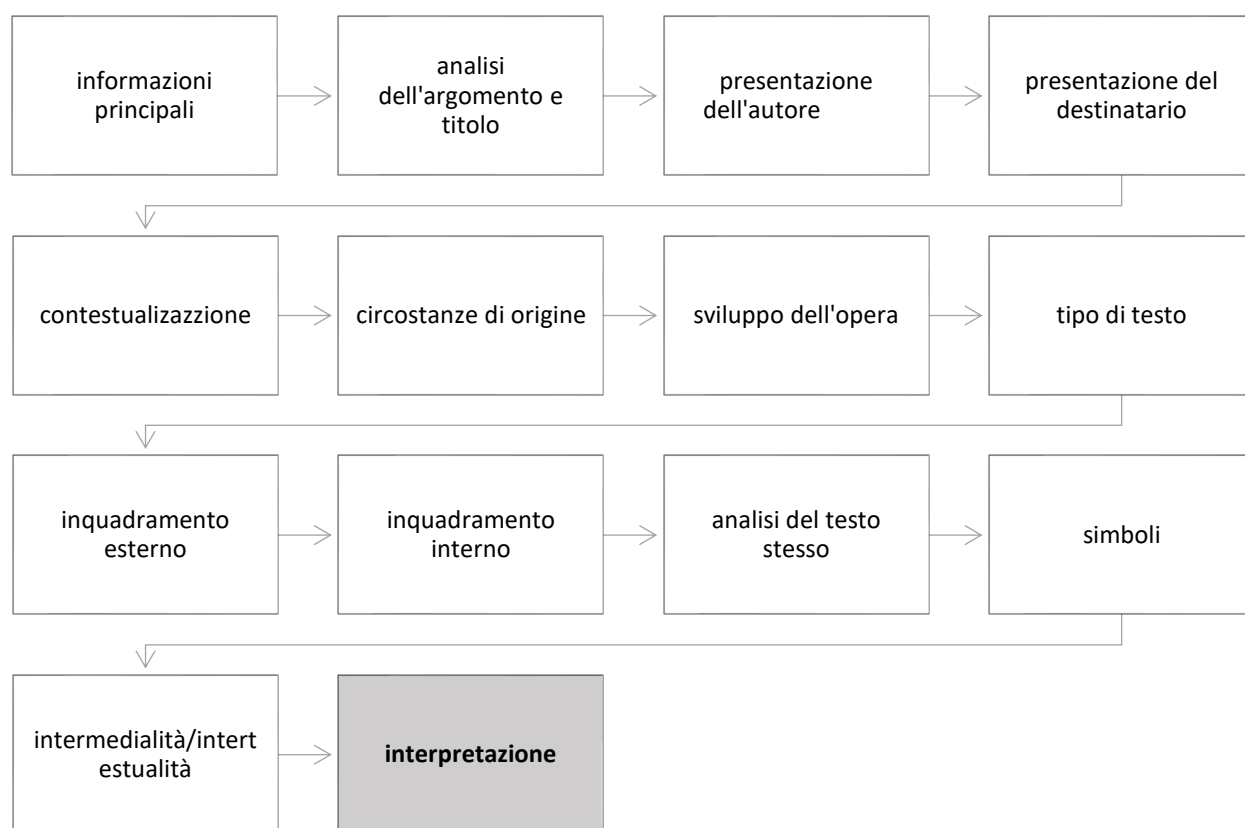 informazioni
principali
analisi
dell'argomento e
titolo
presentazione
dell'autore
presentazione del
destinatario
contestualizazzione
circostanze di origine
sviluppo dell'opera
tipo di testo
inquadramento
esterno
inquadramento
interno
analisi del testo
stesso
simboli
intermedialità/intert
estualità
interpretazione